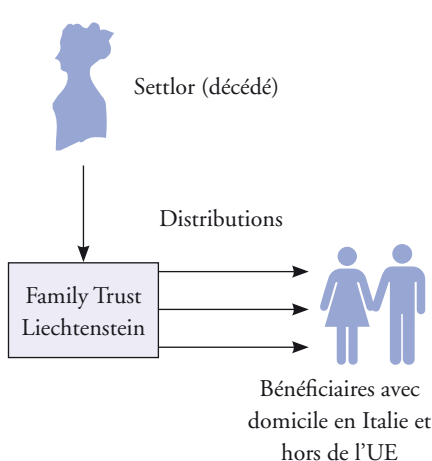 Settlor (décédé)
Distributions
Family Trust
Liechtenstein
Bénéficiaires avec
domicile en Italie et
hors de l’UE